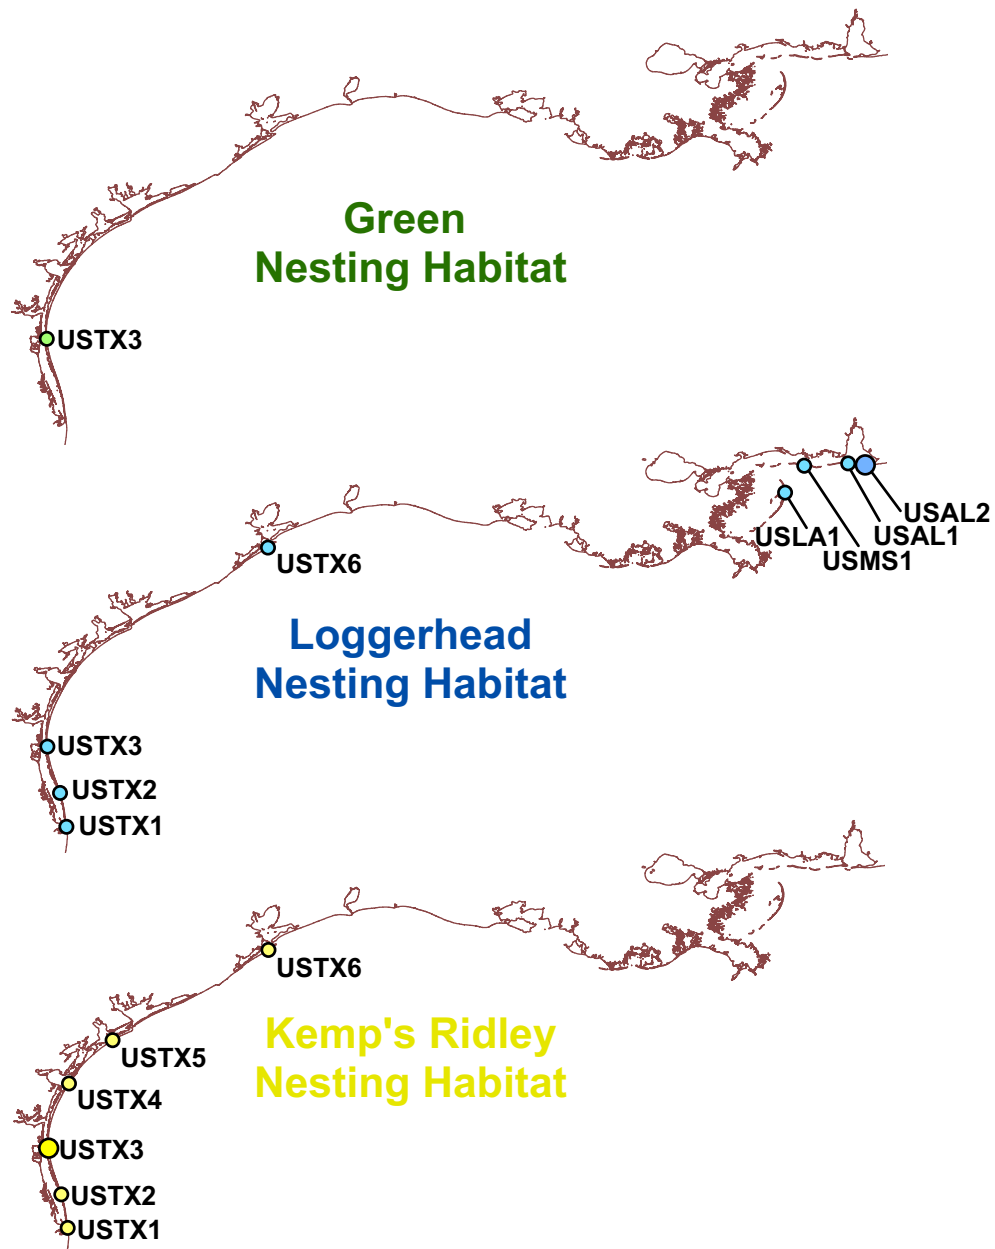 Green
Nesting Habitat
USTX3
USAL2
USLA1
USAL1
USMS1
USTX6
Loggerhead
Nesting Habitat
USTX3
USTX2
USTX1
USTX6
Kemp's Ridley
Nesting Habitat
USTX5
USTX4
USTX3
USTX2
USTX1